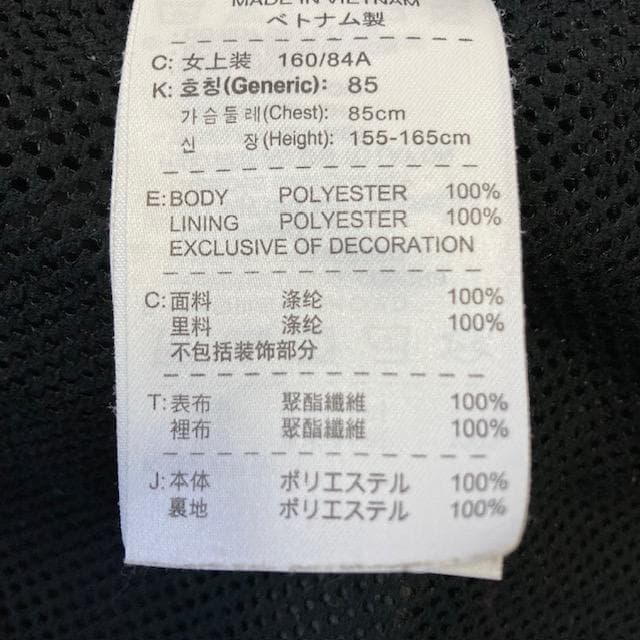 MADE IN VIETNAM
ベトナム製
C: 女上装 160/84A
K: 호칭(Generic): 85
가슴둘레(Chest): 85cm
신 장(Height): 155-165cm
E: BODY POLYESTER 100%
LINING POLYESTER 100%
EXCLUSIVE OF DECORATION
C: 面料 涤纶 100%
里料 涤纶 100%
不包括装饰部分
T: 表布 聚酯纖維 100%
裡布 聚酯纖維 100%
J: 本体 ポリエステル 100%
裏地 ポリエステル 100%